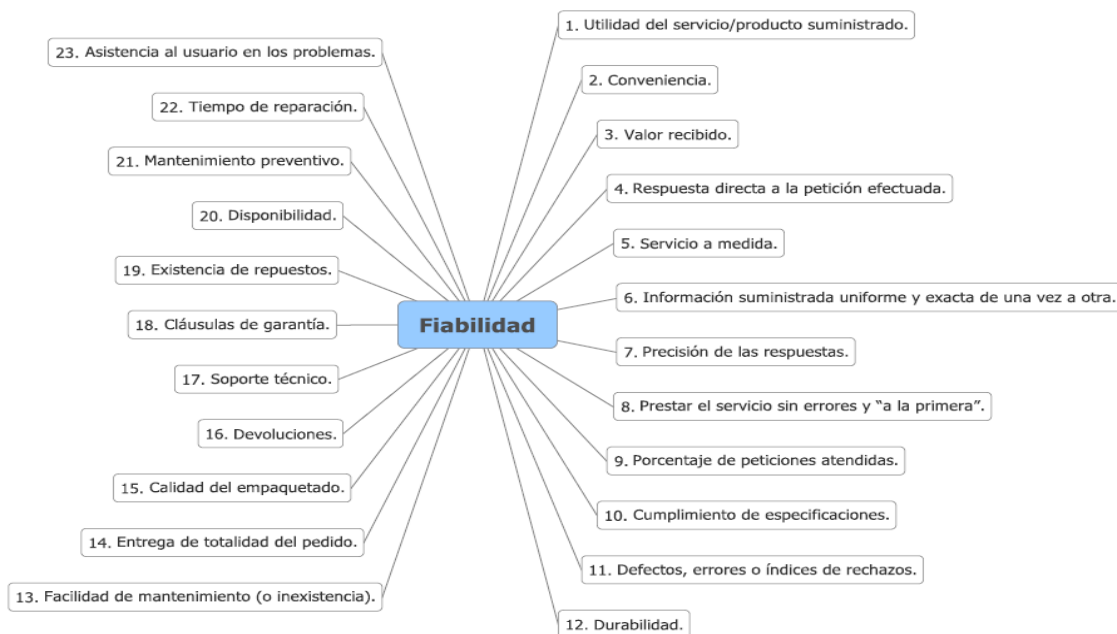 1. Utilidad del servicio/producto suministrado.
2. Conveniencia.
3. Valor recibido.
4. Respuesta directa a la petición efectuada.
5. Servicio a medida.
6. Información suministrada uniforme y exacta de una vez a otra.
7. Precisión de las respuestas.
8. Prestar el servicio sin errores y “a la primera”.
9. Porcentaje de peticiones atendidas.
10. Cumplimiento de especificaciones.
11. Defectos, errores o índices de rechazos.
12. Durabilidad.
13. Facilidad de mantenimiento (o inexistencia).
14. Entrega de totalidad del pedido.
15. Calidad del empaquetado.
16. Devoluciones.
17. Soporte técnico.
18. Cláusulas de garantía.
19. Existencia de repuestos.
20. Disponibilidad.
21. Mantenimiento preventivo.
22. Tiempo de reparación.
23. Asistencia al usuario en los problemas.
Fiabilidad